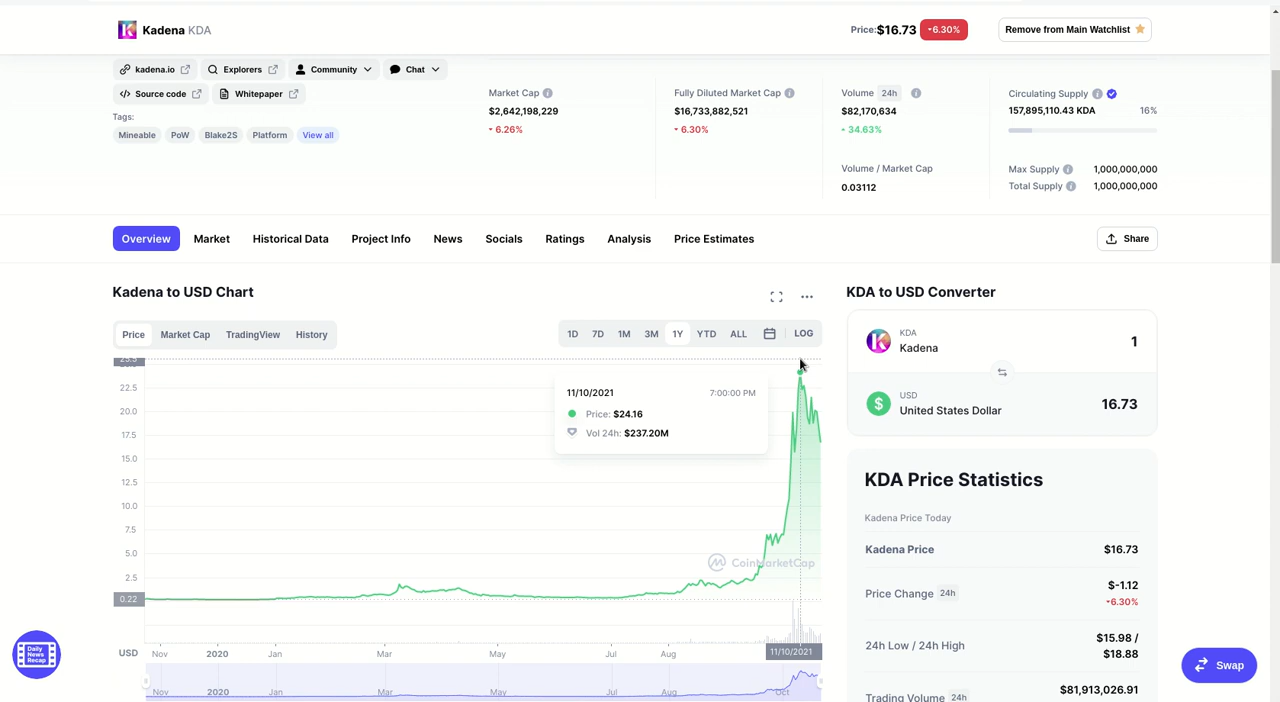 Kadena KDA
Price:$16.73
6.30%
Remove from Main Watchlist
kadena.io
Explorers
Community
Chat
Source code
Whitepaper
Tags:
Mineable
PoW
Blake2S
Platform
View all
Market Cap
$2,642,198,229
6.26%
Fully Diluted Market Cap
$16,733,882,521
6.30%
Volume 24h
$82,170,634
34.63%
Volume / Market Cap
0.03112
Circulating Supply
157,895,110.43 KDA 16%
Max Supply 1,000,000,000
Total Supply 1,000,000,000
Overview
Market
Historical Data
Project Info
News
Socials
Ratings
Analysis
Price Estimates
Share
Kadena to USD Chart
Price
Market Cap
TradingView
History
1D
7D
1M
3M
1Y
YTD
ALL
LOG
22.5
20.0
17.5
15.0
12.5
10.0
7.5
5.0
2.5
0.22
11/10/2021 7:00:00 PM
Price: $24.16
Vol 24h: $237.20M
CoinMarketCap
USD
Nov
2020
Jan
Mar
May
Jul
Aug
11/10/2021
Nov
2020
Jan
Mar
May
Jul
Aug
Oct
Daily
News
Recap
KDA to USD Converter
KDA
Kadena
1
USD
United States Dollar
16.73
$
KDA Price Statistics
Kadena Price Today
Kadena Price $16.73
Price Change 24h
$-1.12
6.30%
24h Low / 24h High
$15.98 /
$18.88
Trading Volume 24h
$81,913,026.91
Swap